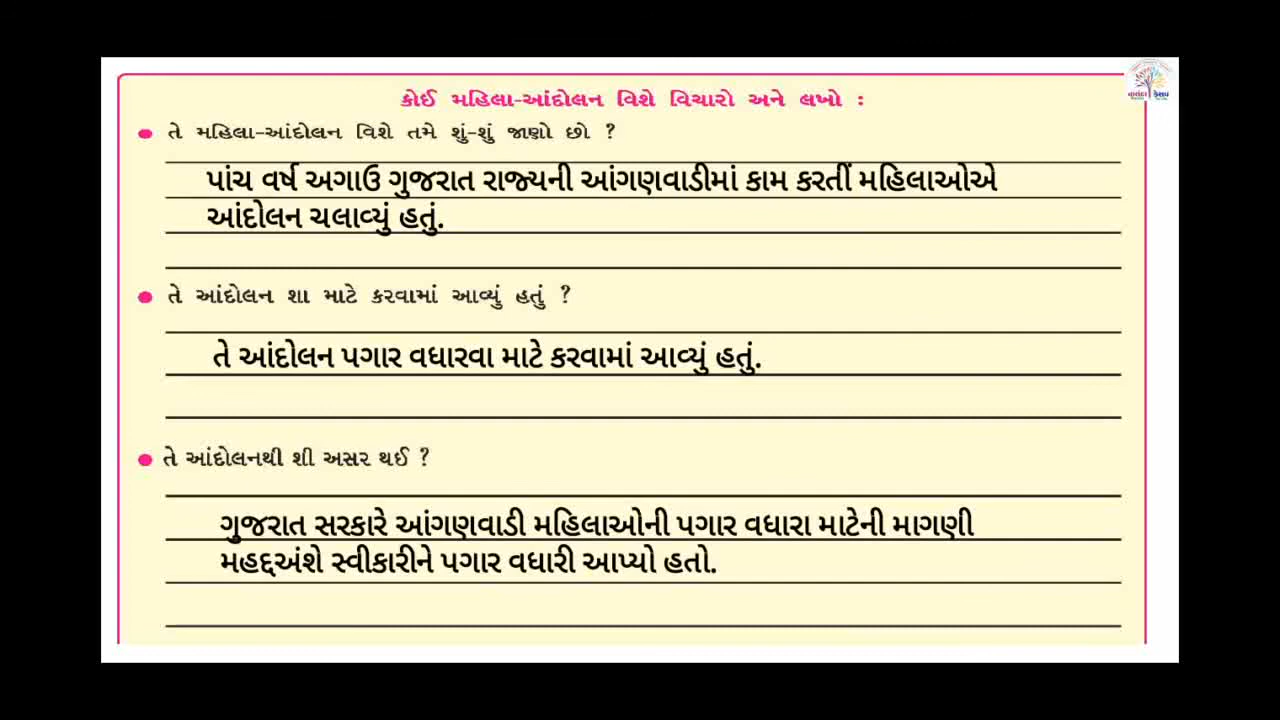 કોઈ મહિલા-આંદોલન વિશે વિચારો અને લખો :
તે મહિલા-આંદોલન વિશે તમે શું-શું જાણો છો ?
પાંચ વર્ષ અગાઉ ગુજરાત રાજ્યની આંગણવાડીમાં કામ કરતીં મહિલાઓએ
આંદોલન ચલાવ્યું હતું.
તે આંદોલન શા માટે કરવામાં આવ્યું હતું ?
તે આંદોલન પગાર વધારવા માટે કરવામાં આવ્યું હતું.
તે આંદોલનથી શી અસર થઈ ?
ગુજરાત સરકારે આંગણવાડી મહિલાઓની પગાર વધારા માટેની માગણી
મહદ્દઅંશે સ્વીકારીને પગાર વધારી આપ્યો હતો.